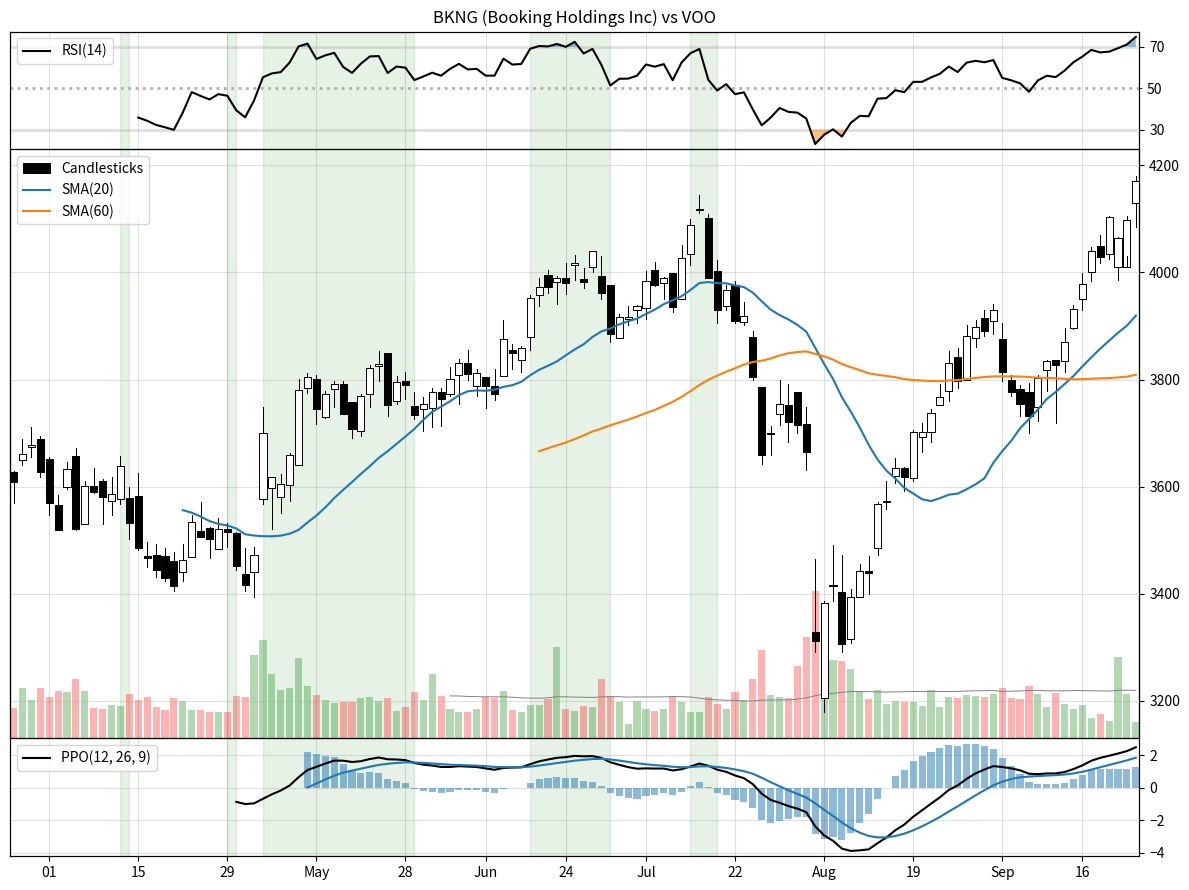 BKNG (Booking Holdings Inc) vs VOO
RSI(14)
70
50
30
Candlesticks
SMA(20)
SMA(60)
4200
4000
3800
3600
3400
3200
PPO(12, 26, 9)
2
0
−2
−4
01 15 29 May 28 Jun 24 Jul 22 Aug 19 Sep 16